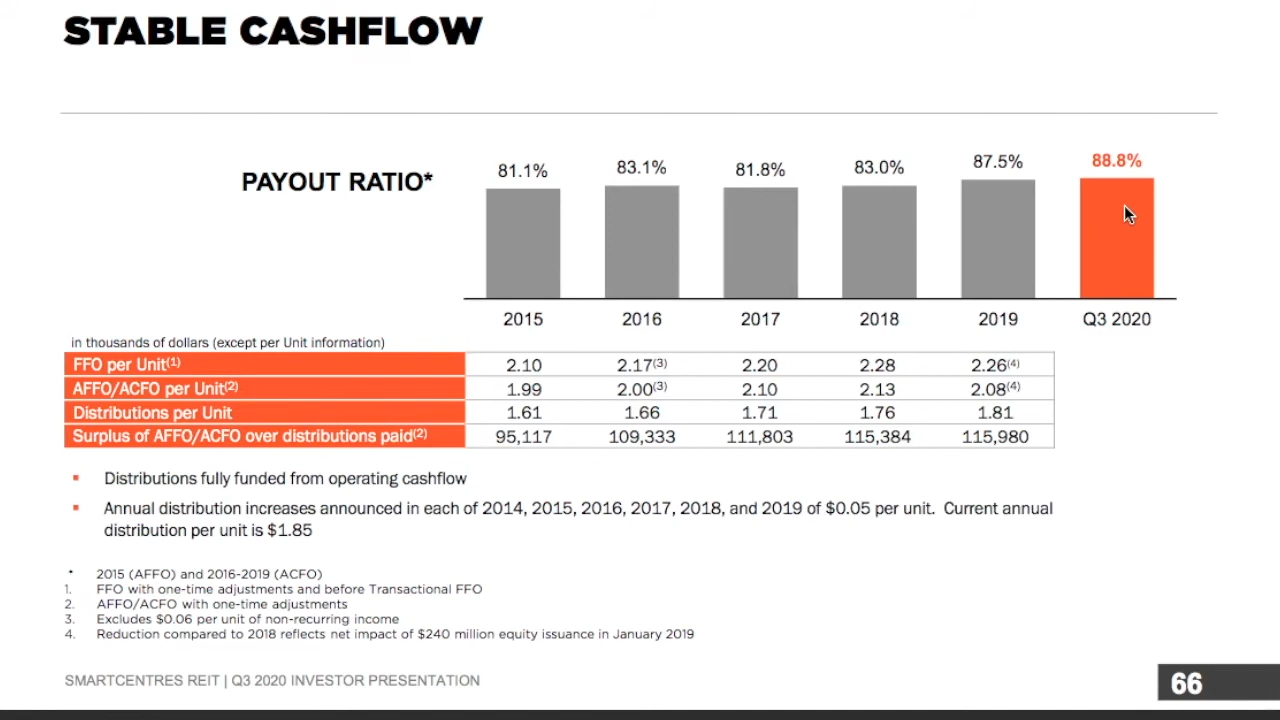 STABLE CASHFLOW
PAYOUT RATIO*
81.1% 83.1% 81.8% 83.0% 87.5% 88.8%
2015 2016 2017 2018 2019 Q3 2020
in thousands of dollars (except per Unit information)
FFO per Unit(1) 2.10 2.17(3) 2.20 2.28 2.26(4)
AFFO/ACFO per Unit(2) 1.99 2.00(3) 2.10 2.13 2.08(4)
Distributions per Unit 1.61 1.66 1.71 1.76 1.81
Surplus of AFFO/ACFO over distributions paid(2) 95,117 109,333 111,803 115,384 115,980
▪ Distributions fully funded from operating cashflow
▪ Annual distribution increases announced in each of 2014, 2015, 2016, 2017, 2018, and 2019 of $0.05 per unit. Current annual
distribution per unit is $1.85
* 2015 (AFFO) and 2016-2019 (ACFO)
1. FFO with one-time adjustments and before Transactional FFO
2. AFFO/ACFO with one-time adjustments
3. Excludes $0.06 per unit of non-recurring income
4. Reduction compared to 2018 reflects net impact of $240 million equity issuance in January 2019
SMARTCENTRES REIT | Q3 2020 INVESTOR PRESENTATION
66